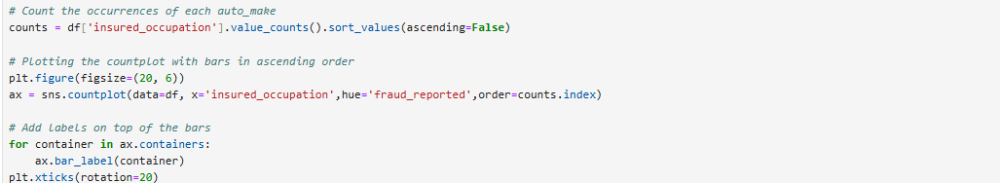 # Count the occurrences of each auto_make
counts = df['insured_occupation'].value_counts().sort_values(ascending=False)
# Plotting the countplot with bars in ascending order
plt.figure(figsize=(20, 6))
ax = sns.countplot(data=df, x='insured_occupation',hue='fraud_reported',order=counts.index)
# Add labels on top of the bars
for container in ax.containers:
    ax.bar_label(container)
plt.xticks(rotation=20)